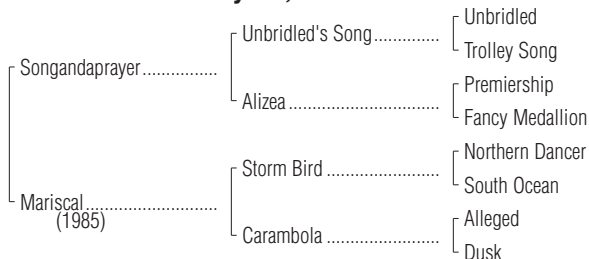 Unbridled
Unbridled's Song...............
Trolley Song
Songandaprayer................
Premiership
Alizea ...................................
Fancy Medallion
Northern Dancer
Storm Bird ..........................
South Ocean
Mariscal............................
(1985)
Alleged
Carambola ..........................
Dusk